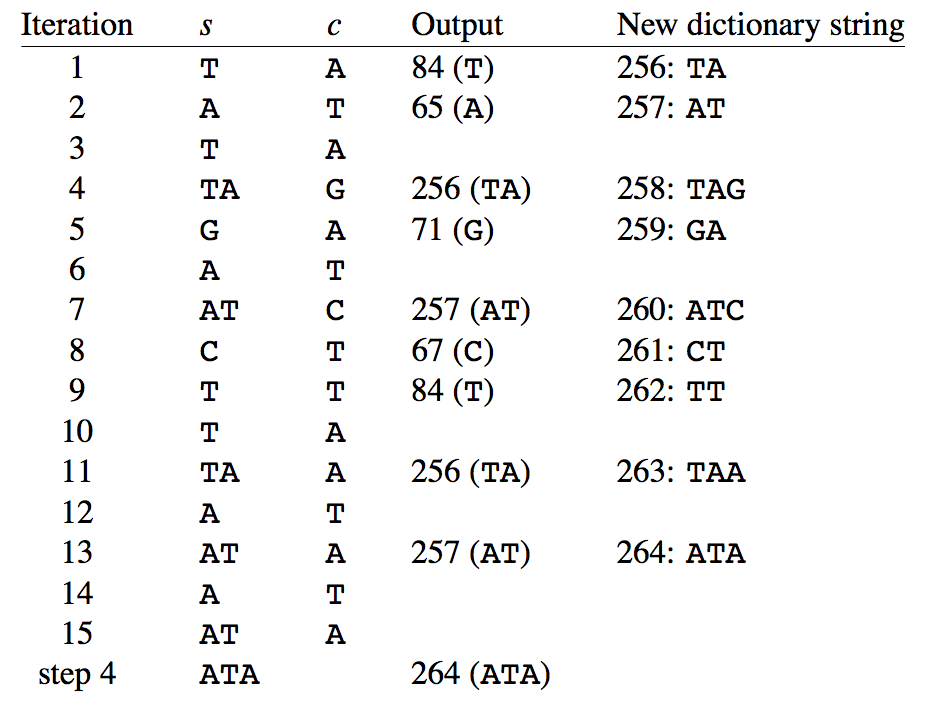 Iteration s c Output New dictionary string
1 T A 84 (T) 256: TA
2 A T 65 (A) 257: AT
3 T A
4 TA G 256 (TA) 258: TAG
5 G A 71 (G) 259: GA
6 A T
7 AT C 257 (AT) 260: ATC
8 C T 67 (C) 261: CT
9 T T 84 (T) 262: TT
10 T A
11 TA A 256 (TA) 263: TAA
12 A T
13 AT A 257 (AT) 264: ATA
14 A T
15 AT A
step 4 ATA 264 (ATA)